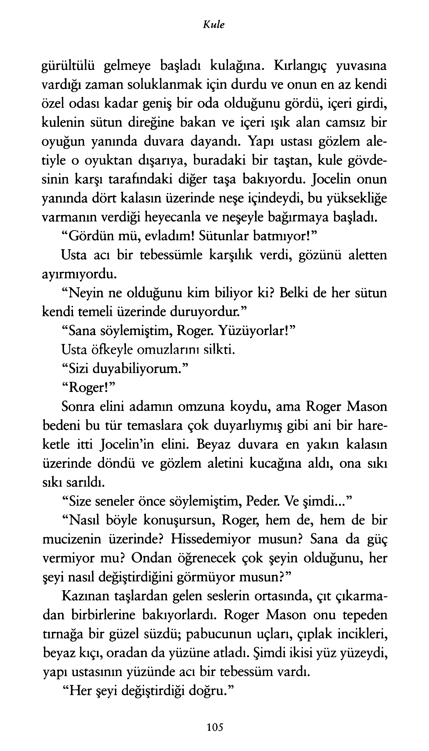 Kule
gürültülü gelmeye başladı kulağına. Kırlangıç yuvasına
vardığı zaman soluklanmak için durdu ve onun en az kendi
özel odası kadar geniş bir oda olduğunu gördü, içeri girdi,
kulenin sütun direğine bakan ve içeri ışık alan camsız bir
oyuğun yanında duvara dayandı. Yapı ustası gözlem ale-
tiyle o oyuktan dışarıya, buradaki bir taştan, kule gövde-
sinin karşı tarafındaki diğer taşa bakıyordu. Jocelin onun
yanında dört kalasın üzerinde neşe içindeydi, bu yüksekliğe
varmanın verdiği heyecanla ve neşeyle bağırmaya başladı.
“Gördün mü, evladım! Sütunlar batmıyor!”
Usta acı bir tebessümle karşılık verdi, gözünü aletten
ayırmıyordu.
“Neyin ne olduğunu kim biliyor ki? Belki de her sütun
kendi temeli üzerinde duruyordur.”
“Sana söylemiştim, Roger. Yüzüyorlar!”
Usta öfkeyle omuzlarını silkti.
“Sizi duyabiliyorum.”
“Roger!”
Sonra elini adamın omzuna koydu, ama Roger Mason
bedeni bu tür temaslara çok duyarlıymış gibi ani bir hare-
ketle itti Jocelin’in elini. Beyaz duvara en yakın kalasın
üzerinde döndü ve gözlem aletini kucağına aldı, ona sıkı
sıkı sarıldı.
“Size seneler önce söylemiştim, Peder. Ve şimdi...”
“Nasıl böyle konuşursun, Roger, hem de, hem de bir
mucizenin üzerinde? Hissedemiyor musun? Sana da güç
vermiyor mu? Ondan öğrenecek çok şeyin olduğunu, her
şeyi nasıl değiştirdiğini görmüyor musun?”
Kazınan taşlardan gelen seslerin ortasında, çıt çıkarma-
dan birbirlerine bakıyorlardı. Roger Mason onu tepeden
tırnağa bir güzel süzdü; pabucunun uçları, çıplak incikleri,
beyaz kıçı, oradan da yüzüne atladı. Şimdi ikisi yüz yüzeydi,
yapı ustasının yüzünde acı bir tebessüm vardı.
“Her şeyi değiştirdiği doğru.”
105